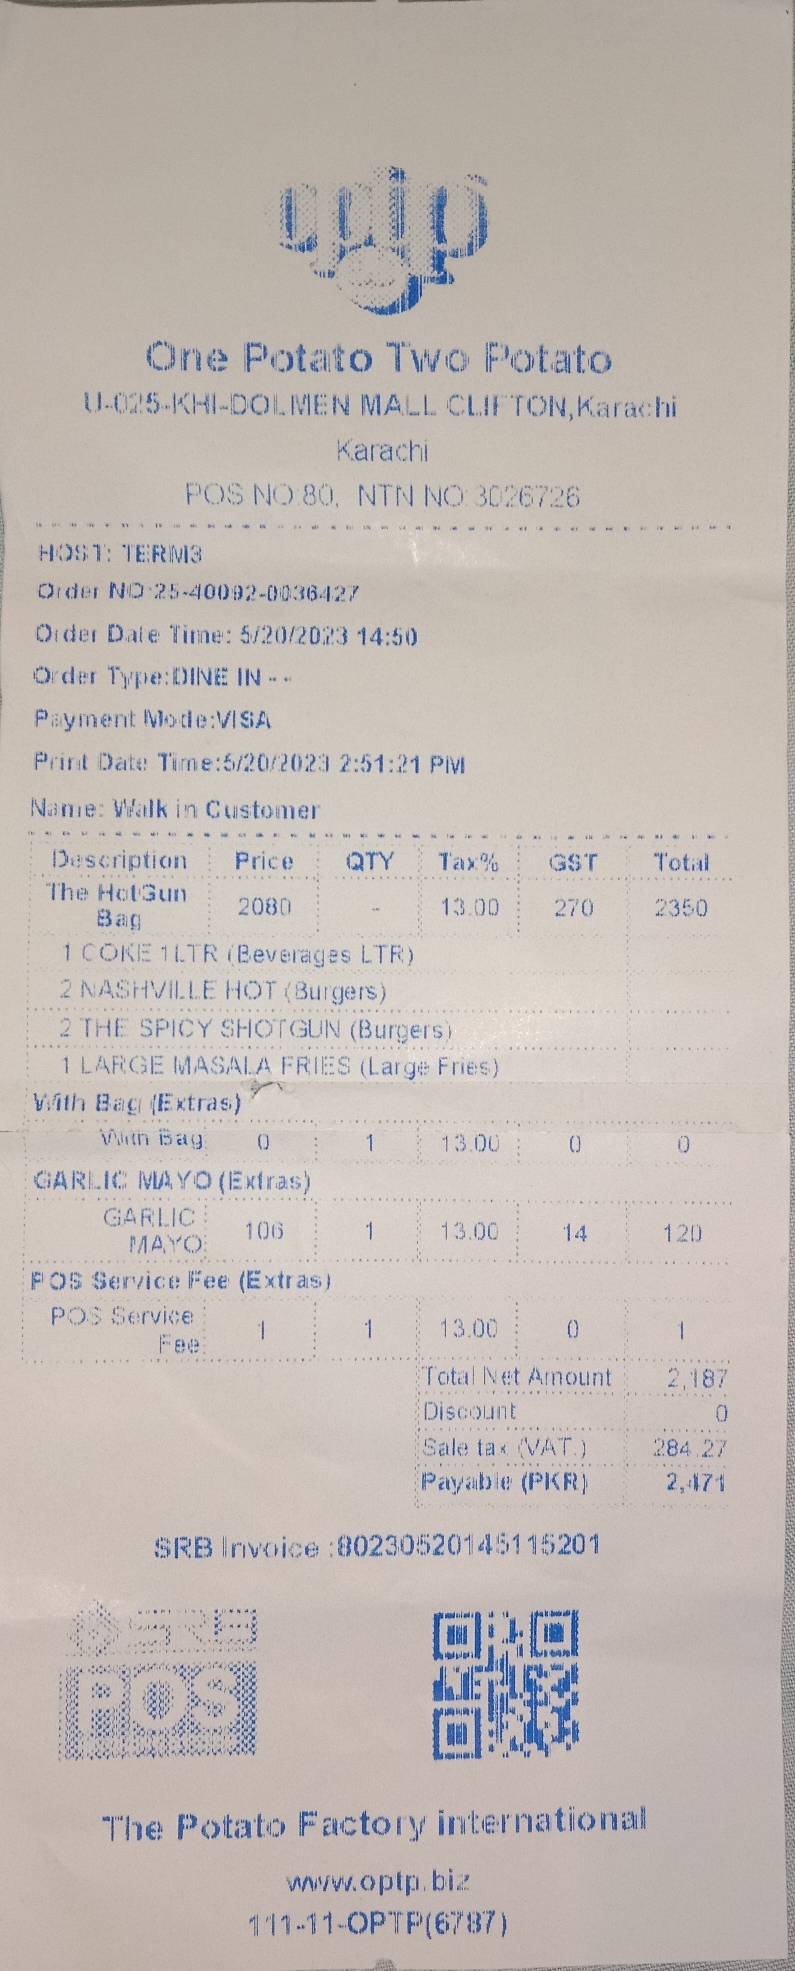 optp
One Potato Two Potato
U-025-KHI-DOLMEN MALL CLIFTON,Karachi
Karachi
POS NO:80, NTN NO:3026726
HOST: TERM3
Order NO:25-40092-0036427
Order Date Time: 5/20/2023 14:50
Order Type:DINE IN - -
Payment Mode:VISA
Print Date Time:5/20/2023 2:51:21 PM
Name: Walk in Customer
Description Price QTY Tax% GST Total
The HotGun Bag 2080 - 13.00 270 2350
1 COKE 1LTR (Beverages LTR)
2 NASHVILLE HOT (Burgers)
2 THE SPICY SHOTGUN (Burgers)
1 LARGE MASALA FRIES (Large Fries)
With Bag (Extras)
With Bag 0 1 13.00 0 0
GARLIC MAYO (Extras)
GARLIC MAYO 106 1 13.00 14 120
POS Service Fee (Extras)
POS Service Fee 1 1 13.00 0 1
Total Net Amount 2,187
Discount 0
Sale tax (VAT.) 284.27
Payable (PKR) 2,471
SRB Invoice :80230520145115201
SRB
POS
The Potato Factory international
www.optp.biz
111-11-OPTP(6787)